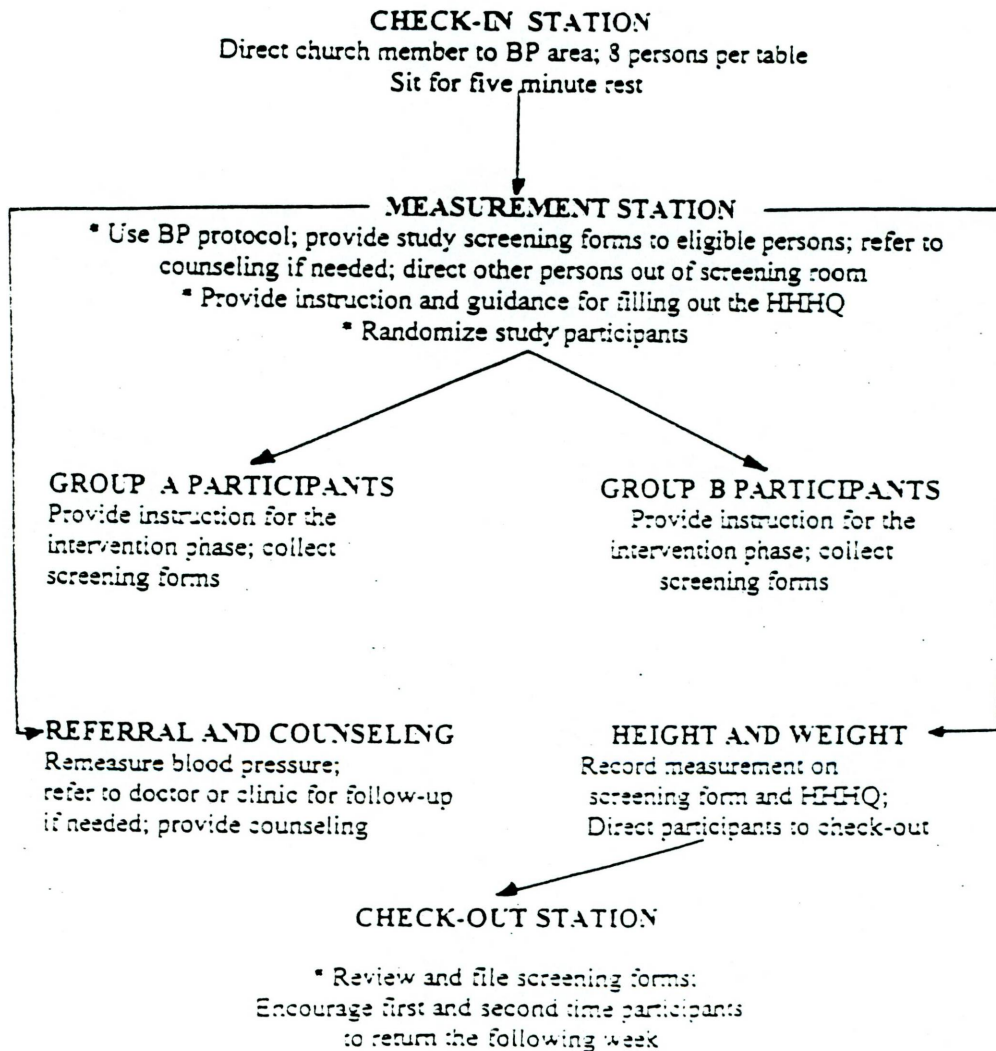 CHECK-IN STATION
Direct church member to BP area; 8 persons per table
Sit for five minute rest
MEASUREMENT STATION
* Use BP protocol; provide study screening forms to eligible persons; refer to
counseling if needed; direct other persons out of screening room
* Provide instruction and guidance for filling out the HHHQ
* Randomize study participants
GROUP A PARTICIPANTS
Provide instruction for the
intervention phase; collect
screening forms
GROUP B PARTICIPANTS
Provide instruction for the
intervention phase; collect
screening forms
REFERRAL AND COUNSELING
Remeasure blood pressure;
refer to doctor or clinic for follow-up
if needed; provide counseling
HEIGHT AND WEIGHT
Record measurement on
screening form and HHHQ;
Direct participants to check-out
CHECK-OUT STATION
* Review and file screening forms;
Encourage first and second time participants
to return the following week